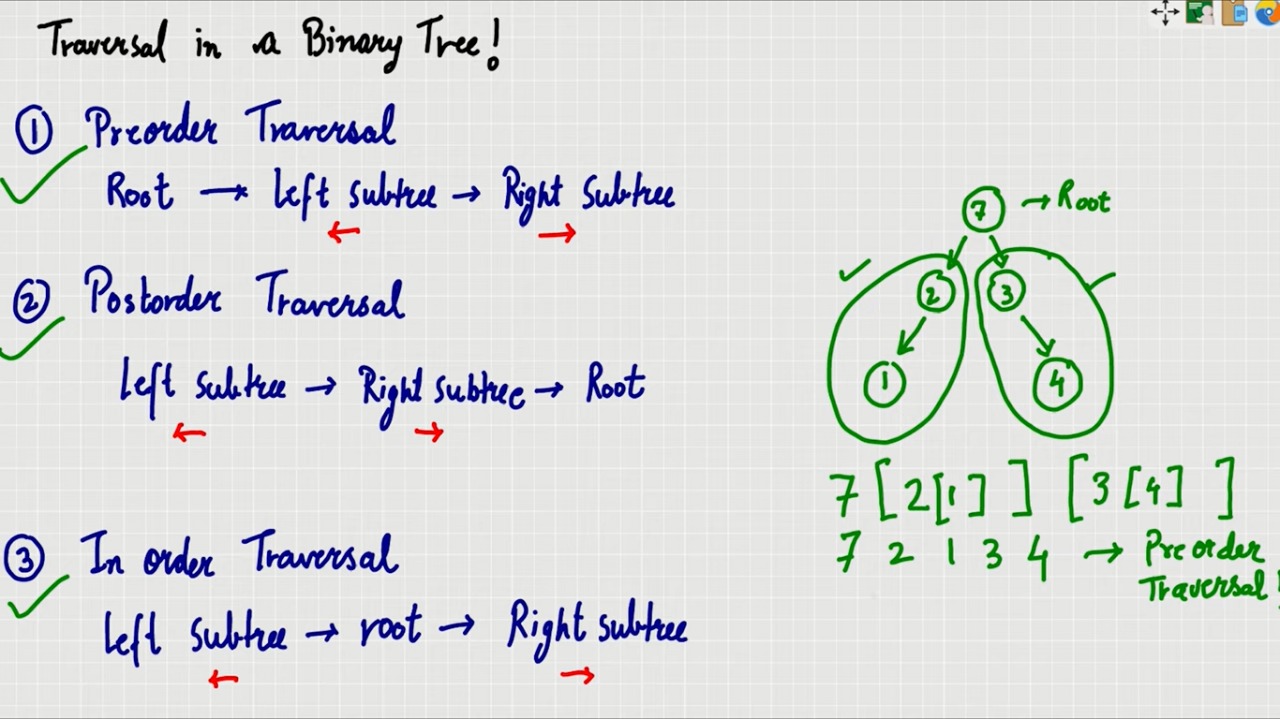 Traversal in a Binary Tree!
① Preorder Traversal
Root → Left subtree → Right Subtree
② Postorder Traversal
Left subtree → Right subtree → Root
③ In order Traversal
Left subtree → root → Right subtree
7 → Root
2 3
1 4
7 [2[1] ] [3[4] ]
7 2 1 3 4 → Preorder
Traversal!